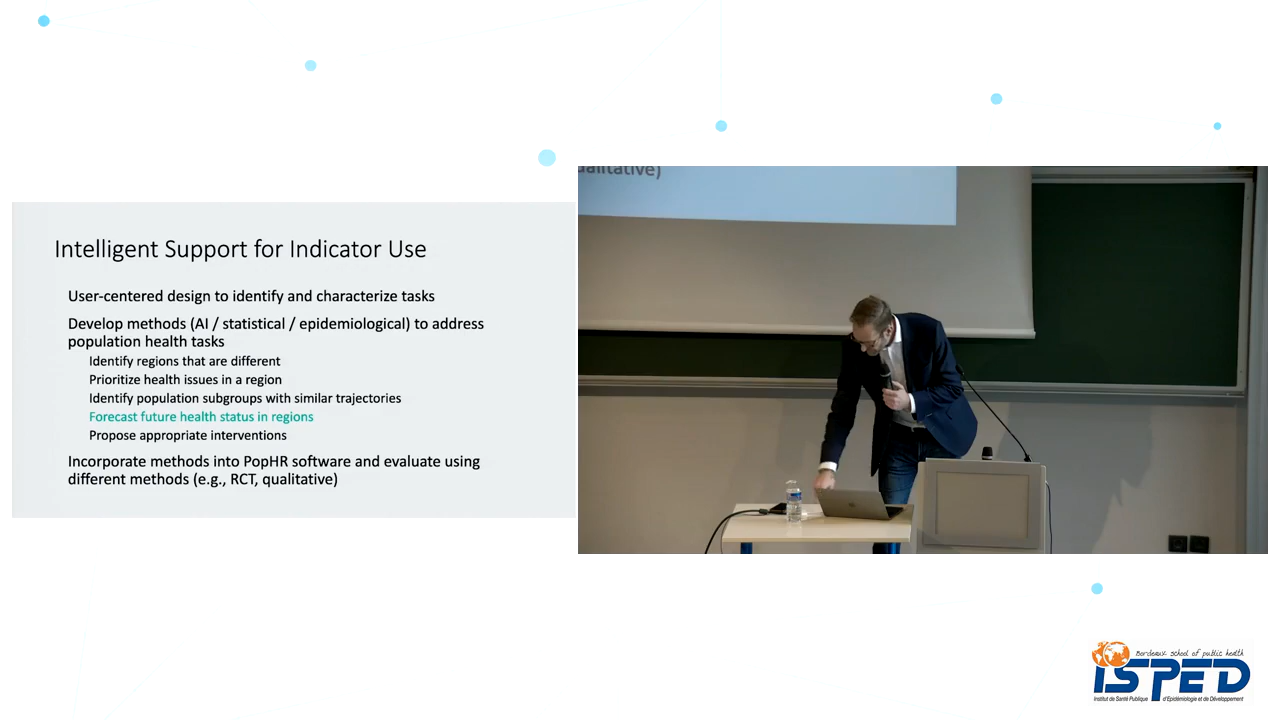 Intelligent Support for Indicator Use
User-centered design to identify and characterize tasks
Develop methods (AI / statistical / epidemiological) to address
population health tasks
Identify regions that are different
Prioritize health issues in a region
Identify population subgroups with similar trajectories
Forecast future health status in regions
Propose appropriate interventions
Incorporate methods into PopHR software and evaluate using
different methods (e.g., RCT, qualitative)
qualitative)
Bordeaux school of public health
ISPED
Institut de Santé Publique d'Epidémiologie et de Développement